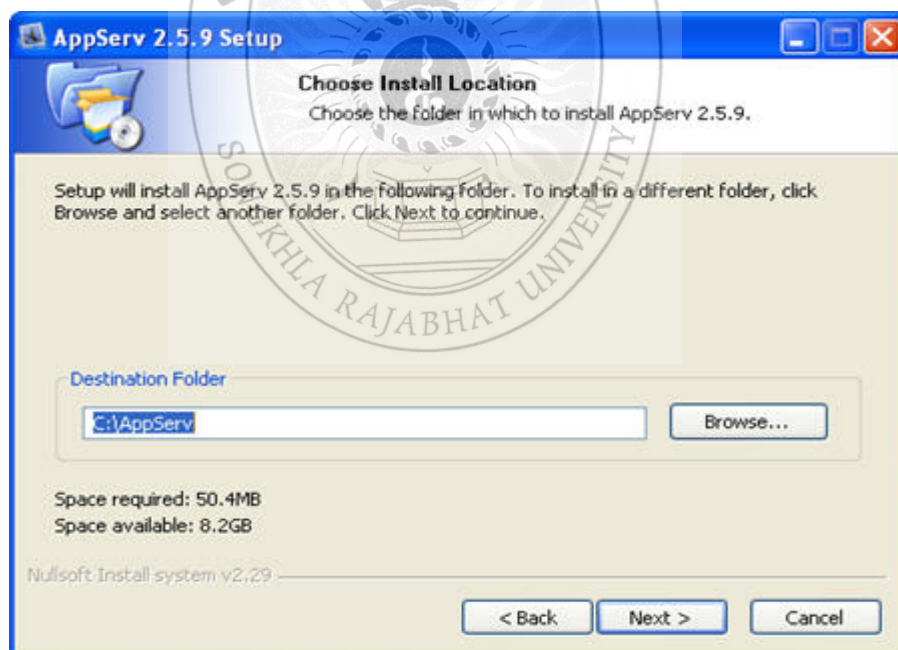 AppServ 2.5.9 Setup
Choose Install Location
Choose the folder in which to install AppServ 2.5.9.
Setup will install AppServ 2.5.9 in the following folder. To install in a different folder, click
Browse and select another folder. Click Next to continue.
SONGKHLA RAJABHAT UNIVERSITY
Destination Folder
C:\AppServ
Browse...
Space required: 50.4MB
Space available: 8.2GB
Nullsoft Install system v2.29
< Back
Next >
Cancel